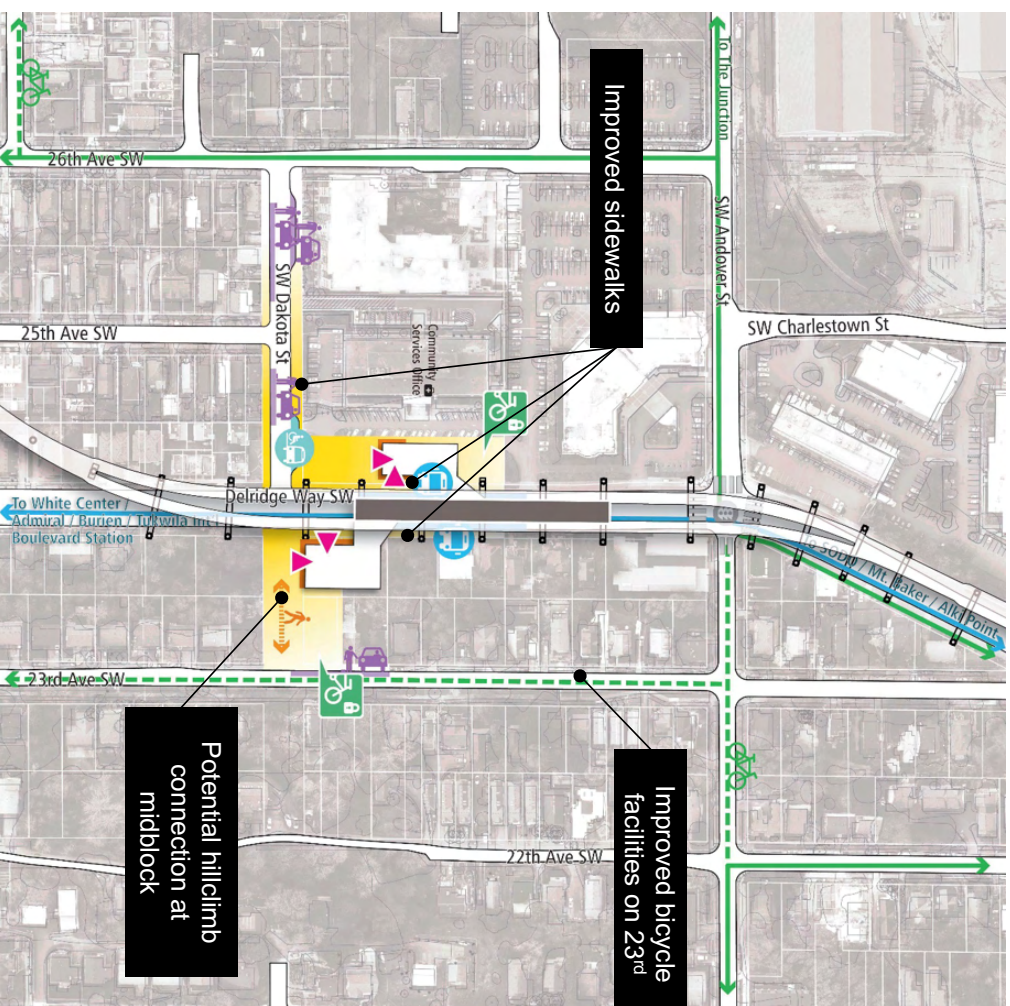 Improved sidewalks
To The Junction
SW Andover St
SW Charlestown St
26th Ave SW
SW Dakota St
25th Ave SW
Community
Services Office
Delridge Way SW
To White Center /
Admiral / Burien / Tukwila Int'l
Boulevard Station
To SODO / Mt. Baker / Alki Point
23rd Ave SW
22th Ave SW
Potential hillclimb
connection at
midblock
Improved bicycle
facilities on 23rd